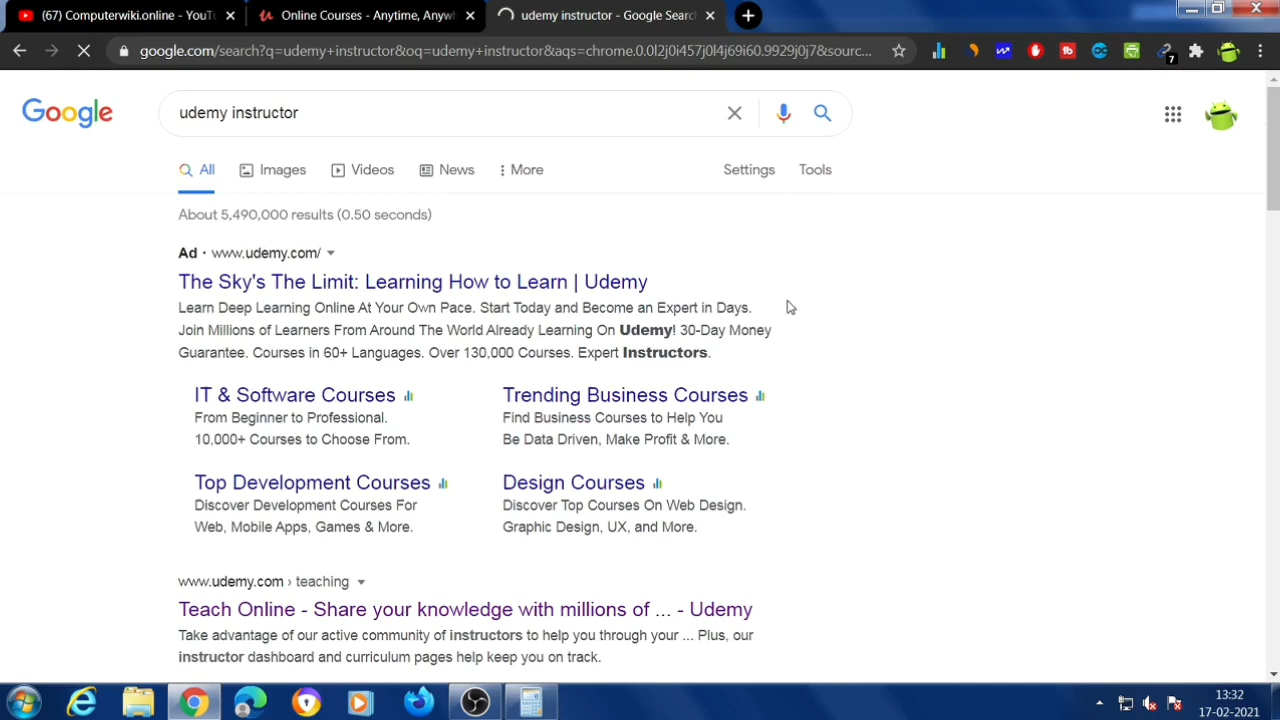 (67) Computerwiki.online - YouTu
Online Courses - Anytime, Anywh
udemy instructor - Google Search
google.com/search?q=udemy+instructor&oq=udemy+instructor&aqs=chrome.0.0l2j0i457j0l4j69i60.9929j0j7&sourc...
7
Google
udemy instructor
All
Images
Videos
News
More
Settings
Tools
About 5,490,000 results (0.50 seconds)
Ad · www.udemy.com/
The Sky's The Limit: Learning How to Learn | Udemy
Learn Deep Learning Online At Your Own Pace. Start Today and Become an Expert in Days.
Join Millions of Learners From Around The World Already Learning On Udemy! 30-Day Money
Guarantee. Courses in 60+ Languages. Over 130,000 Courses. Expert Instructors.
IT & Software Courses
From Beginner to Professional.
10,000+ Courses to Choose From.
Trending Business Courses
Find Business Courses to Help You
Be Data Driven, Make Profit & More.
Top Development Courses
Discover Development Courses For
Web, Mobile Apps, Games & More.
Design Courses
Discover Top Courses On Web Design.
Graphic Design, UX, and More.
www.udemy.com › teaching
Teach Online - Share your knowledge with millions of ... - Udemy
Take advantage of our active community of instructors to help you through your ... Plus, our
instructor dashboard and curriculum pages help keep you on track.
13:32
17-02-2021